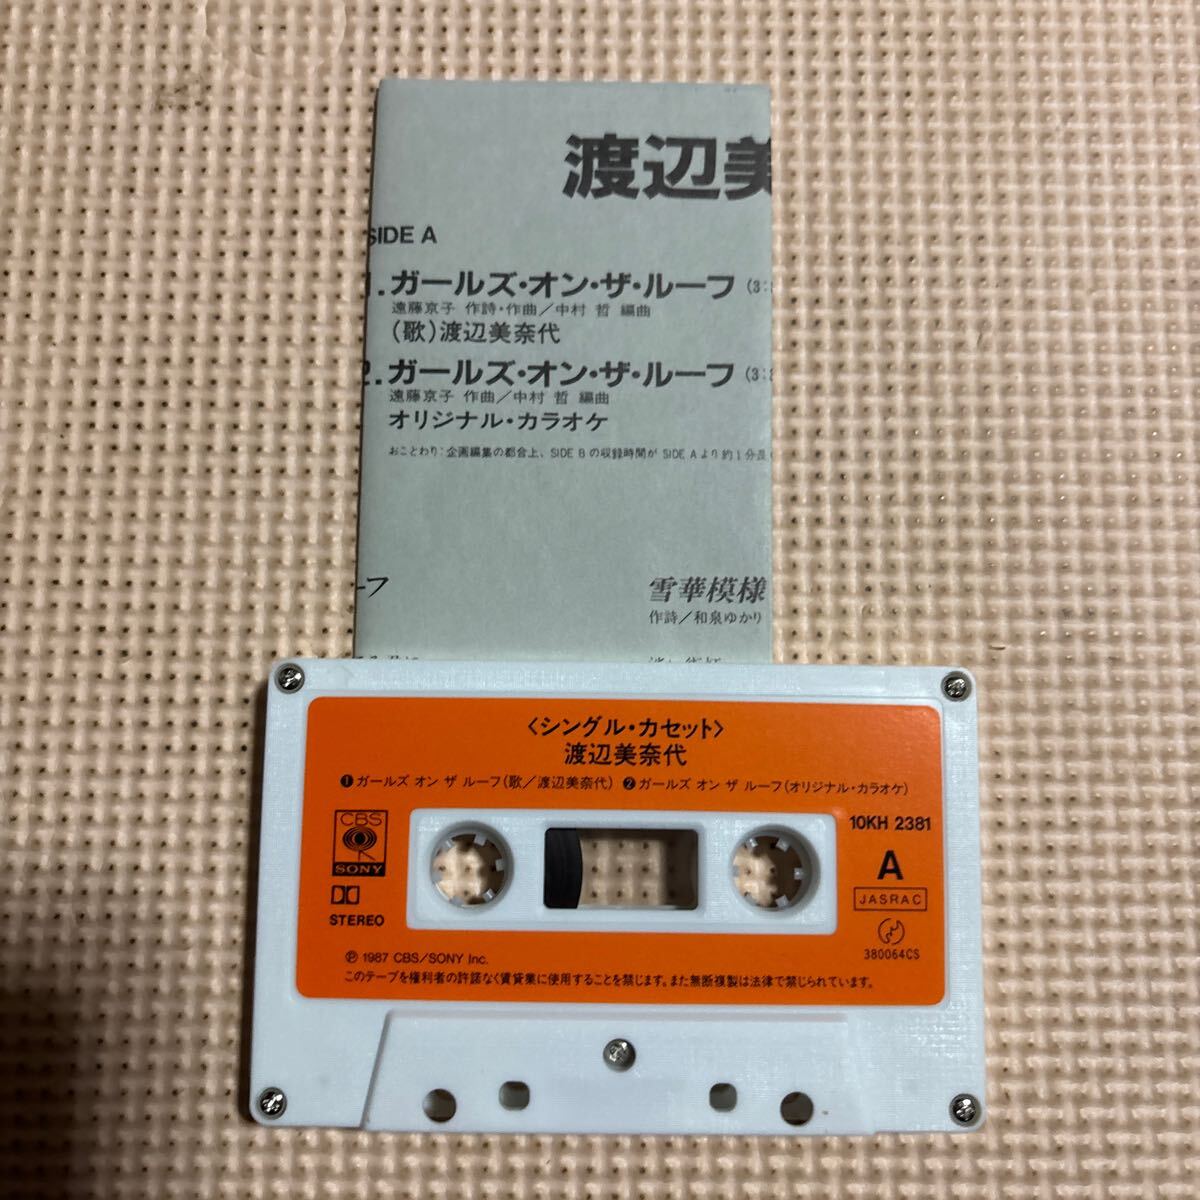 渡辺美
SIDE A
1.ガールズ・オン・ザ・ルーフ (3:
遠藤京子 作詩・作曲/中村 哲 編曲
(歌)渡辺美奈代
2.ガールズ・オン・ザ・ルーフ (3:
遠藤京子 作曲/中村 哲 編曲
オリジナル・カラオケ
おことわり:企画編集の都合上、SIDE Bの収録時間が SIDE Aより約1分長
ーフ
雪華模様
作詩/和泉ゆかり
〈シングル・カセット〉
渡辺美奈代
❶ガールズ オン ザ ルーフ(歌/渡辺美奈代) ❷ガールズ オン ザ ルーフ(オリジナル・カラオケ)
CBS
SONY
STEREO
10KH 2381
A
JASRAC
380064CS
Ⓟ 1987 CBS/SONY Inc.
このテープを権利者の許諾なく賃貸業に使用することを禁じます。また無断複製は法律で禁じられています。